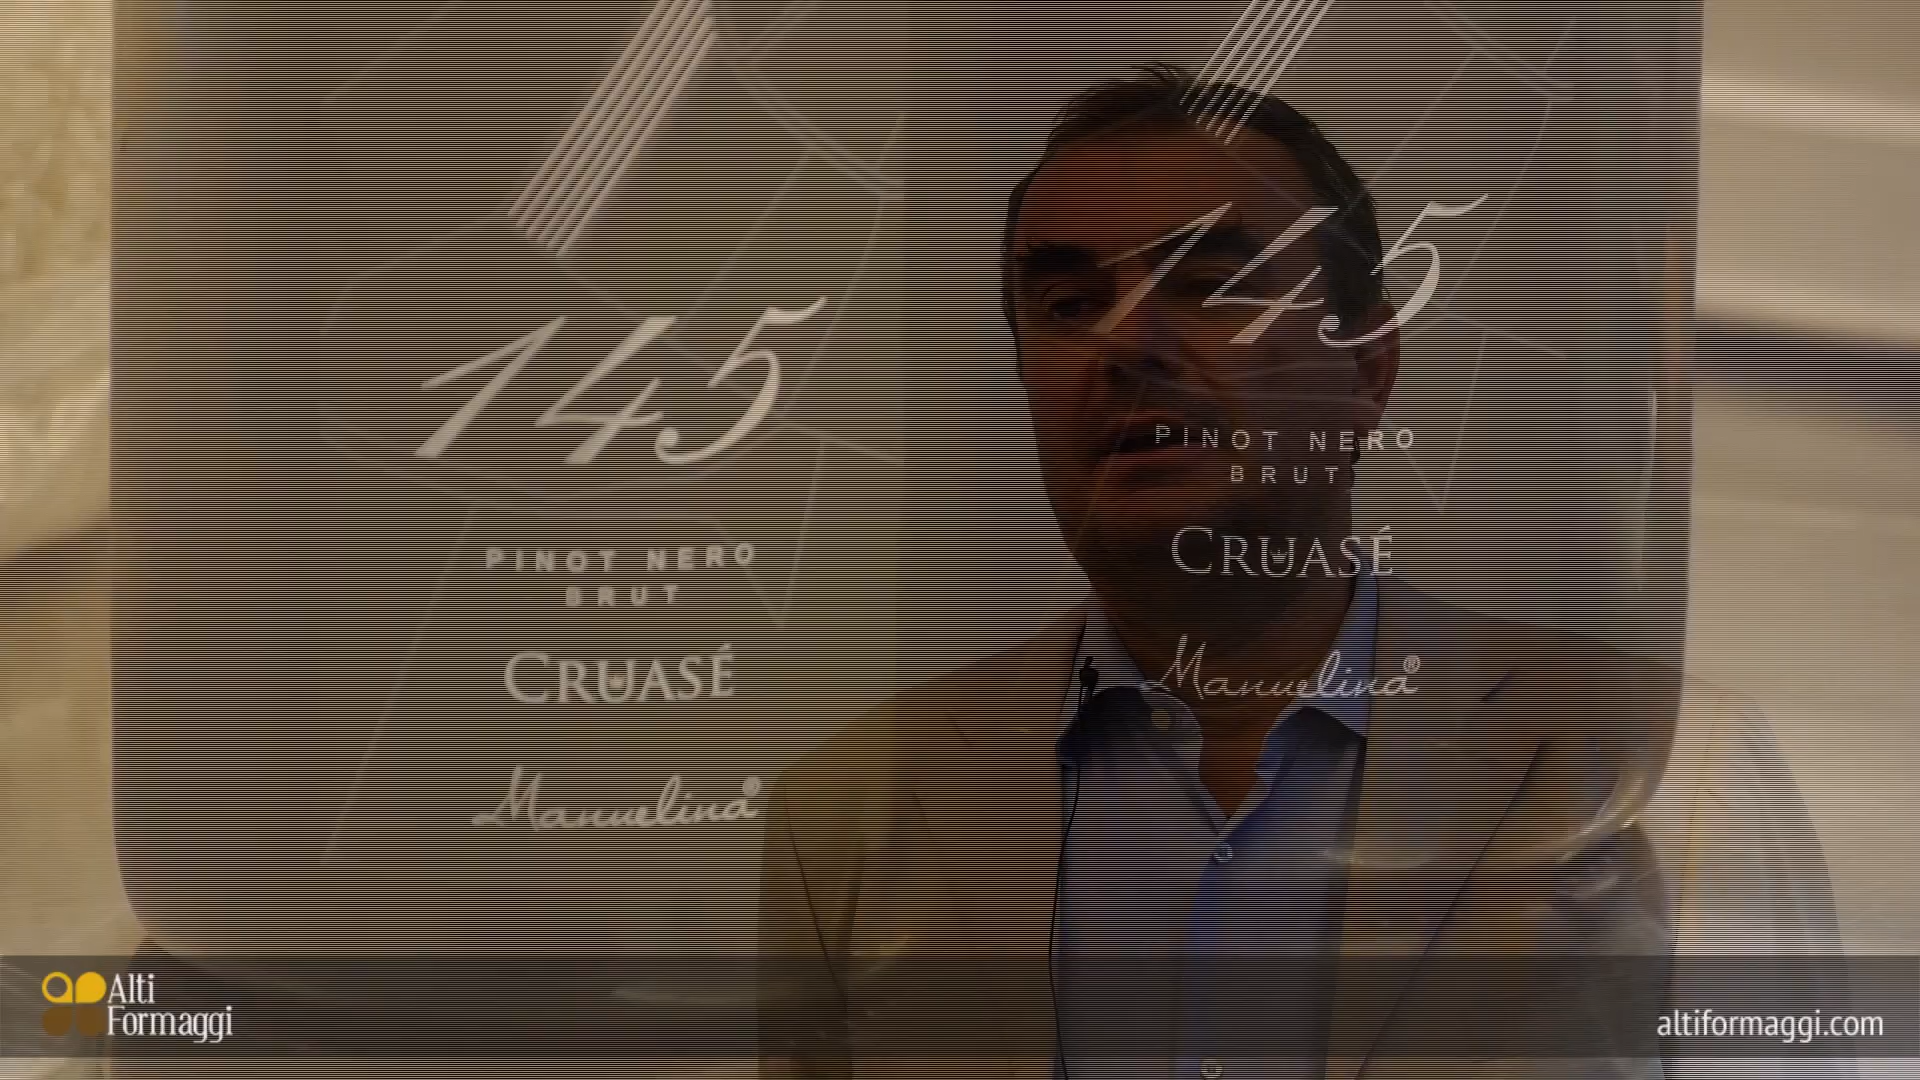 145
PINOT NERO
BRUT
CRUASÉ
Manuelina®
145
PINOT NERO
BRUT
CRUASÉ
Manuelina®
Alti
Formaggi
altiformaggi.com